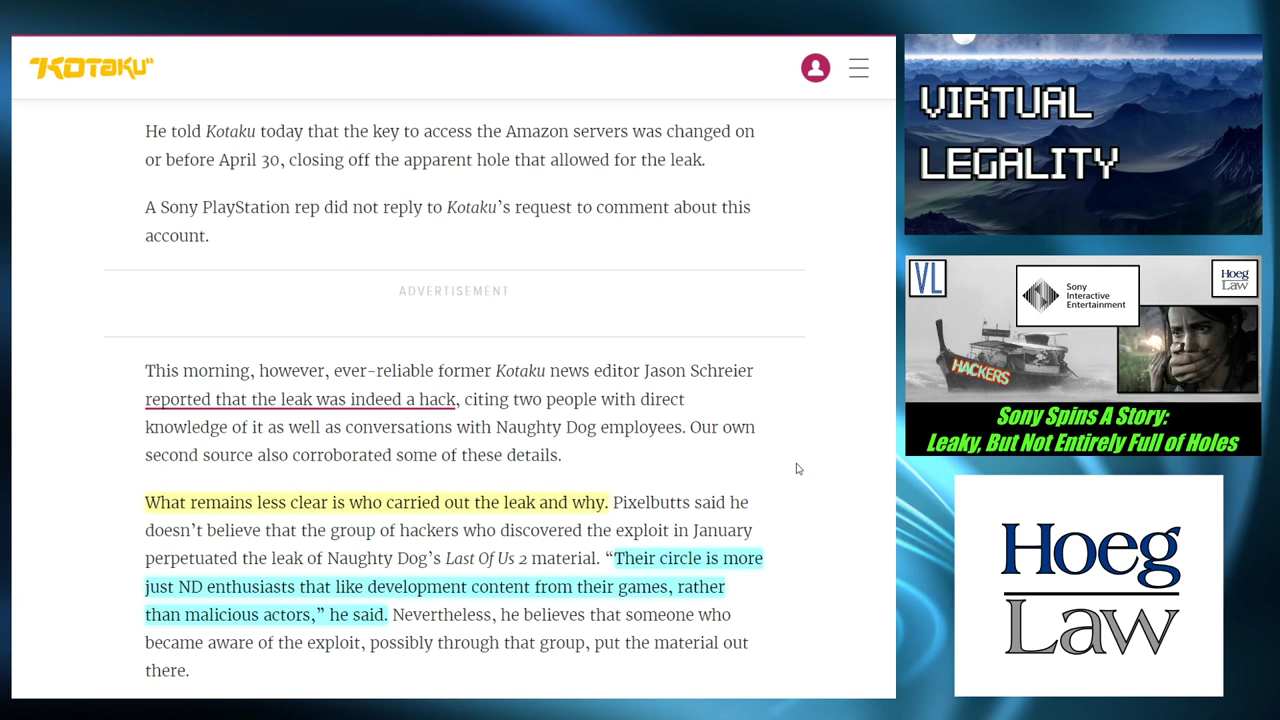 KOTAKU
He told Kotaku today that the key to access the Amazon servers was changed on
or before April 30, closing off the apparent hole that allowed for the leak.
A Sony PlayStation rep did not reply to Kotaku's request to comment about this
account.
ADVERTISEMENT
This morning, however, ever-reliable former Kotaku news editor Jason Schreier
reported that the leak was indeed a hack, citing two people with direct
knowledge of it as well as conversations with Naughty Dog employees. Our own
second source also corroborated some of these details.
What remains less clear is who carried out the leak and why. Pixelbutts said he
doesn't believe that the group of hackers who discovered the exploit in January
perpetuated the leak of Naughty Dog's Last Of Us 2 material. “Their circle is more
just ND enthusiasts that like development content from their games, rather
than malicious actors,” he said. Nevertheless, he believes that someone who
became aware of the exploit, possibly through that group, put the material out
there.
VIRTUAL
LEGALITY
VL
Sony
Interactive
Entertainment
Hoeg
Law
HACKERS
Sony Spins A Story:
Leaky, But Not Entirely Full of Holes
Hoeg
Law